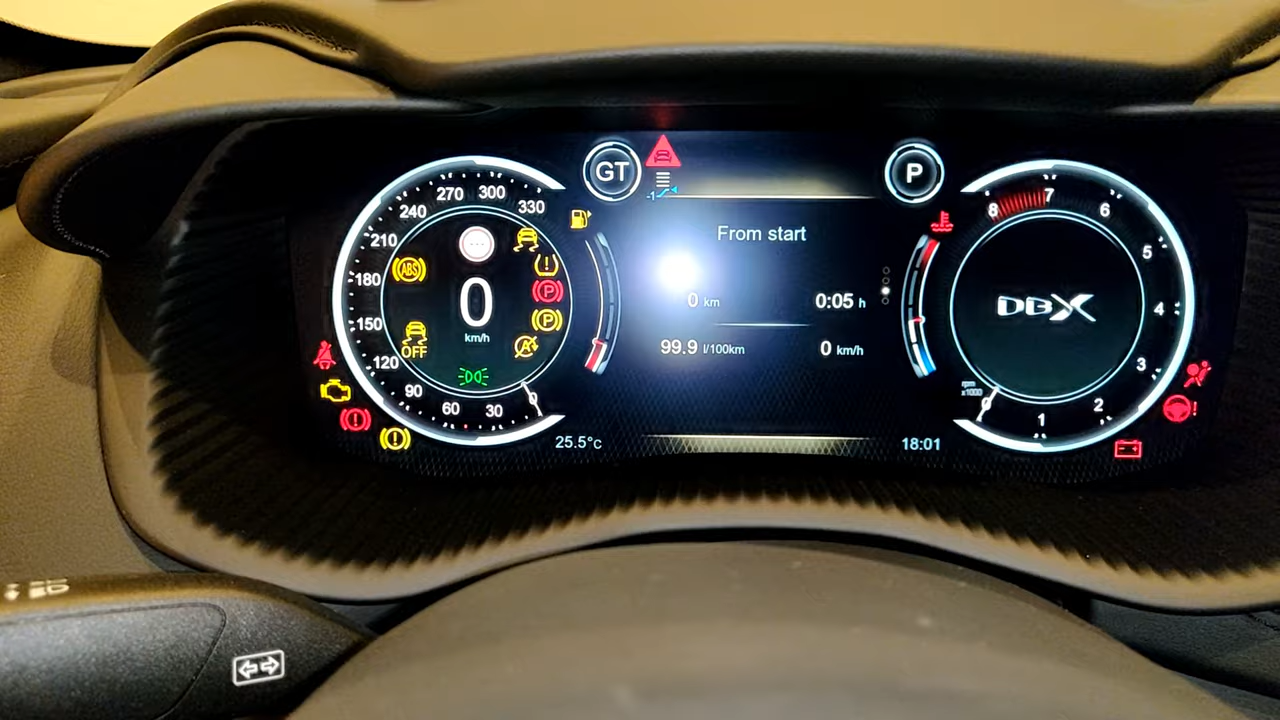 GT
P
270 300
240 330
210
180
150
120
90
60 30 0
ABS
OFF
0
km/h
P
P
A
-1
From start
0 km 0:05 h
99.9 l/100km 0 km/h
25.5°C
18:01
8 7 6
5
4
3
2
1
0
rpm
x1000
DBX